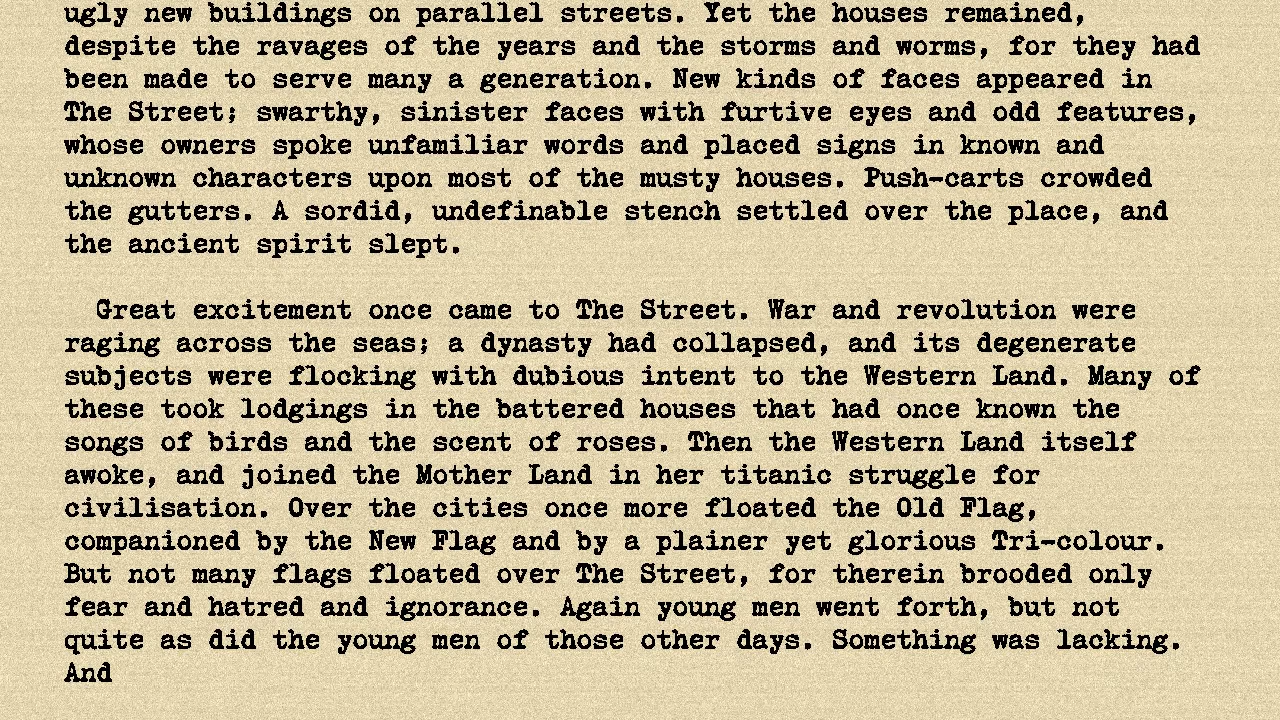 ugly new buildings on parallel streets. Yet the houses remained,
despite the ravages of the years and the storms and worms, for they had
been made to serve many a generation. New kinds of faces appeared in
The Street; swarthy, sinister faces with furtive eyes and odd features,
whose owners spoke unfamiliar words and placed signs in known and
unknown characters upon most of the musty houses. Push-carts crowded
the gutters. A sordid, undefinable stench settled over the place, and
the ancient spirit slept.
Great excitement once came to The Street. War and revolution were
raging across the seas; a dynasty had collapsed, and its degenerate
subjects were flocking with dubious intent to the Western Land. Many of
these took lodgings in the battered houses that had once known the
songs of birds and the scent of roses. Then the Western Land itself
awoke, and joined the Mother Land in her titanic struggle for
civilisation. Over the cities once more floated the Old Flag,
companioned by the New Flag and by a plainer yet glorious Tri-colour.
But not many flags floated over The Street, for therein brooded only
fear and hatred and ignorance. Again young men went forth, but not
quite as did the young men of those other days. Something was lacking.
And